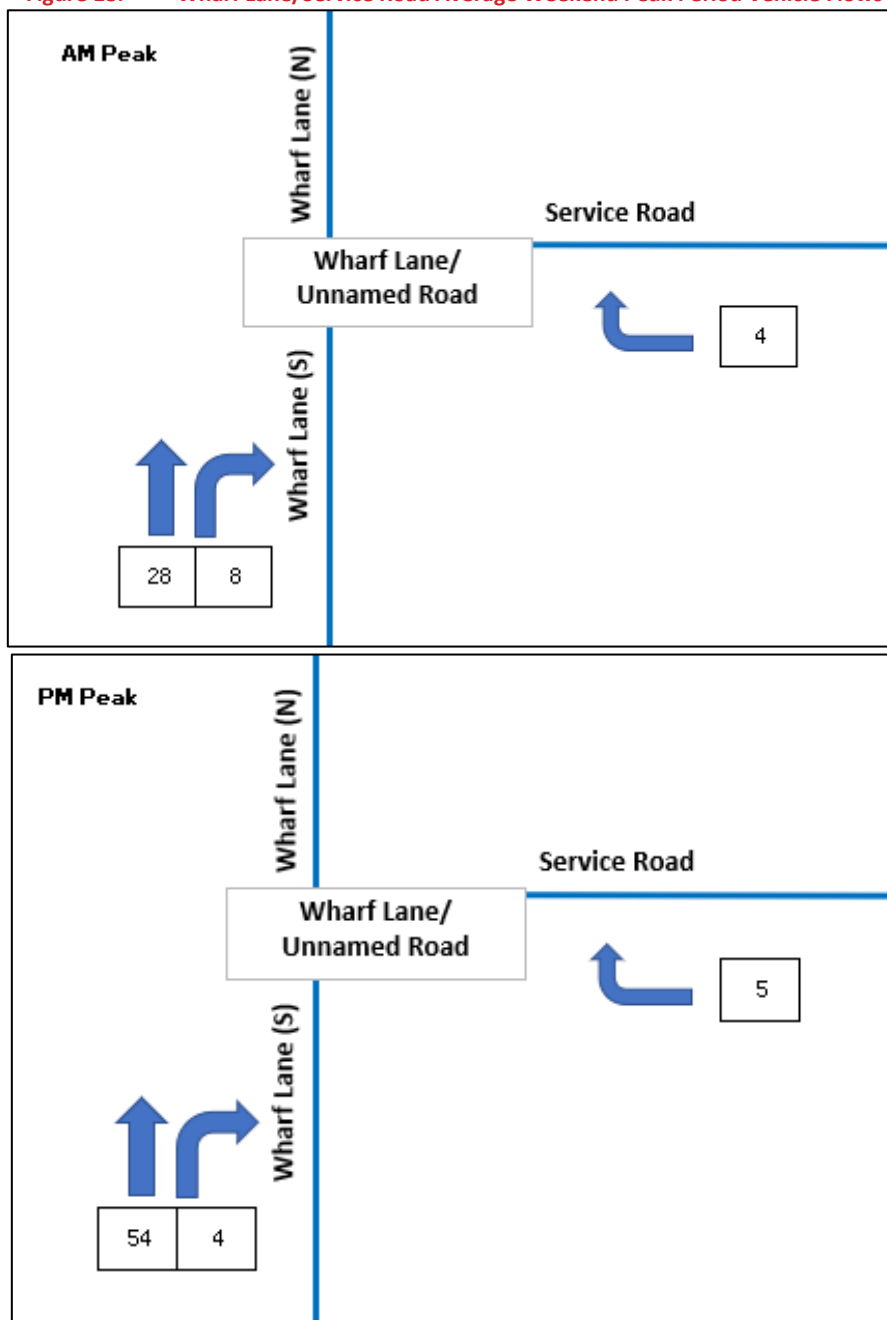 AM Peak
Wharf Lane (N)
Service Road
Wharf Lane/
Unnamed Road
4
Wharf Lane (S)
28 8
PM Peak
Wharf Lane (N)
Service Road
Wharf Lane/
Unnamed Road
5
Wharf Lane (S)
54 4